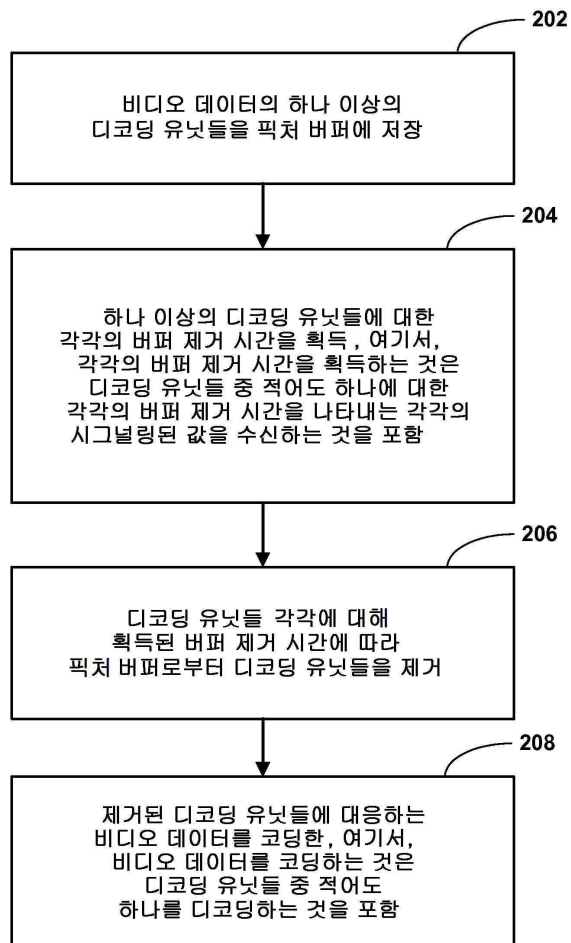 202
비디오 데이터의 하나 이상의
디코딩 유닛들을 픽처 버퍼에 저장
204
하나 이상의 디코딩 유닛들에 대한
각각의 버퍼 제거 시간을 획득, 여기서,
각각의 버퍼 제거 시간을 획득하는 것은
디코딩 유닛들 중 적어도 하나에 대한
각각의 버퍼 제거 시간을 나타내는 각각의
시그널링된 값을 수신하는 것을 포함
206
디코딩 유닛들 각각에 대해
획득된 버퍼 제거 시간에 따라
픽처 버퍼로부터 디코딩 유닛들을 제거
208
제거된 디코딩 유닛들에 대응하는
비디오 데이터를 코딩한, 여기서,
비디오 데이터를 코딩하는 것은
디코딩 유닛들 중 적어도
하나를 디코딩하는 것을 포함